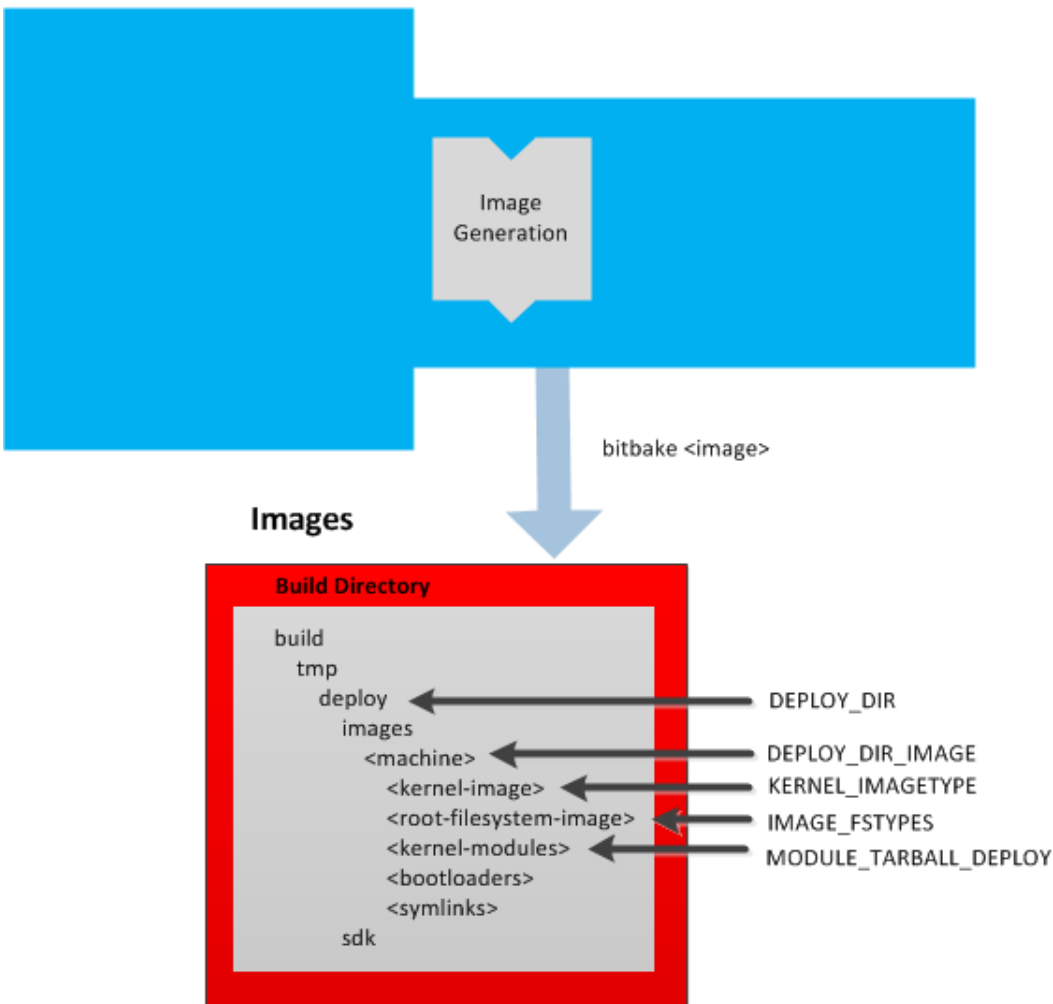 Image
Generation
bitbake <image>
Images
Build Directory
build
tmp
deploy
DEPLOY_DIR
images
<machine>
DEPLOY_DIR_IMAGE
<kernel-image>
KERNEL_IMAGETYPE
<root-filesystem-image>
IMAGE_FSTYPES
<kernel-modules>
MODULE_TARBALL_DEPLOY
<bootloaders>
<symlinks>
sdk